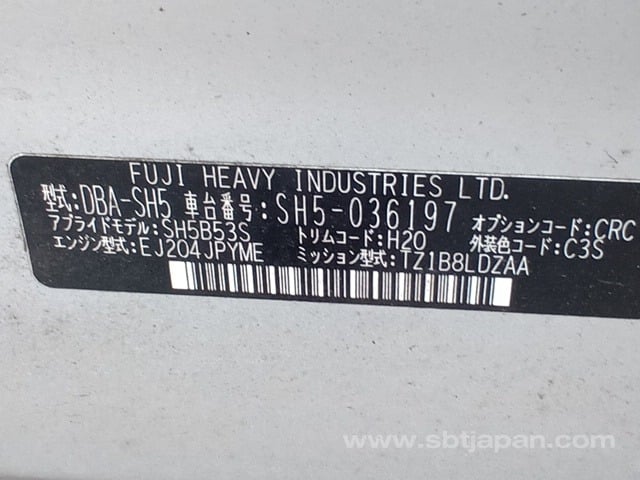 FUJI HEAVY INDUSTRIES LTD.
型式:DBA-SH5 車台番号:SH5-036197 オプションコード:CRC
アプライドモデル:SH5B53S トリムコード:H20 外装色コード:C3S
エンジン型式:EJ204JPYME ミッション型式:TZ1B8LDZAA
www.sbtjapan.com